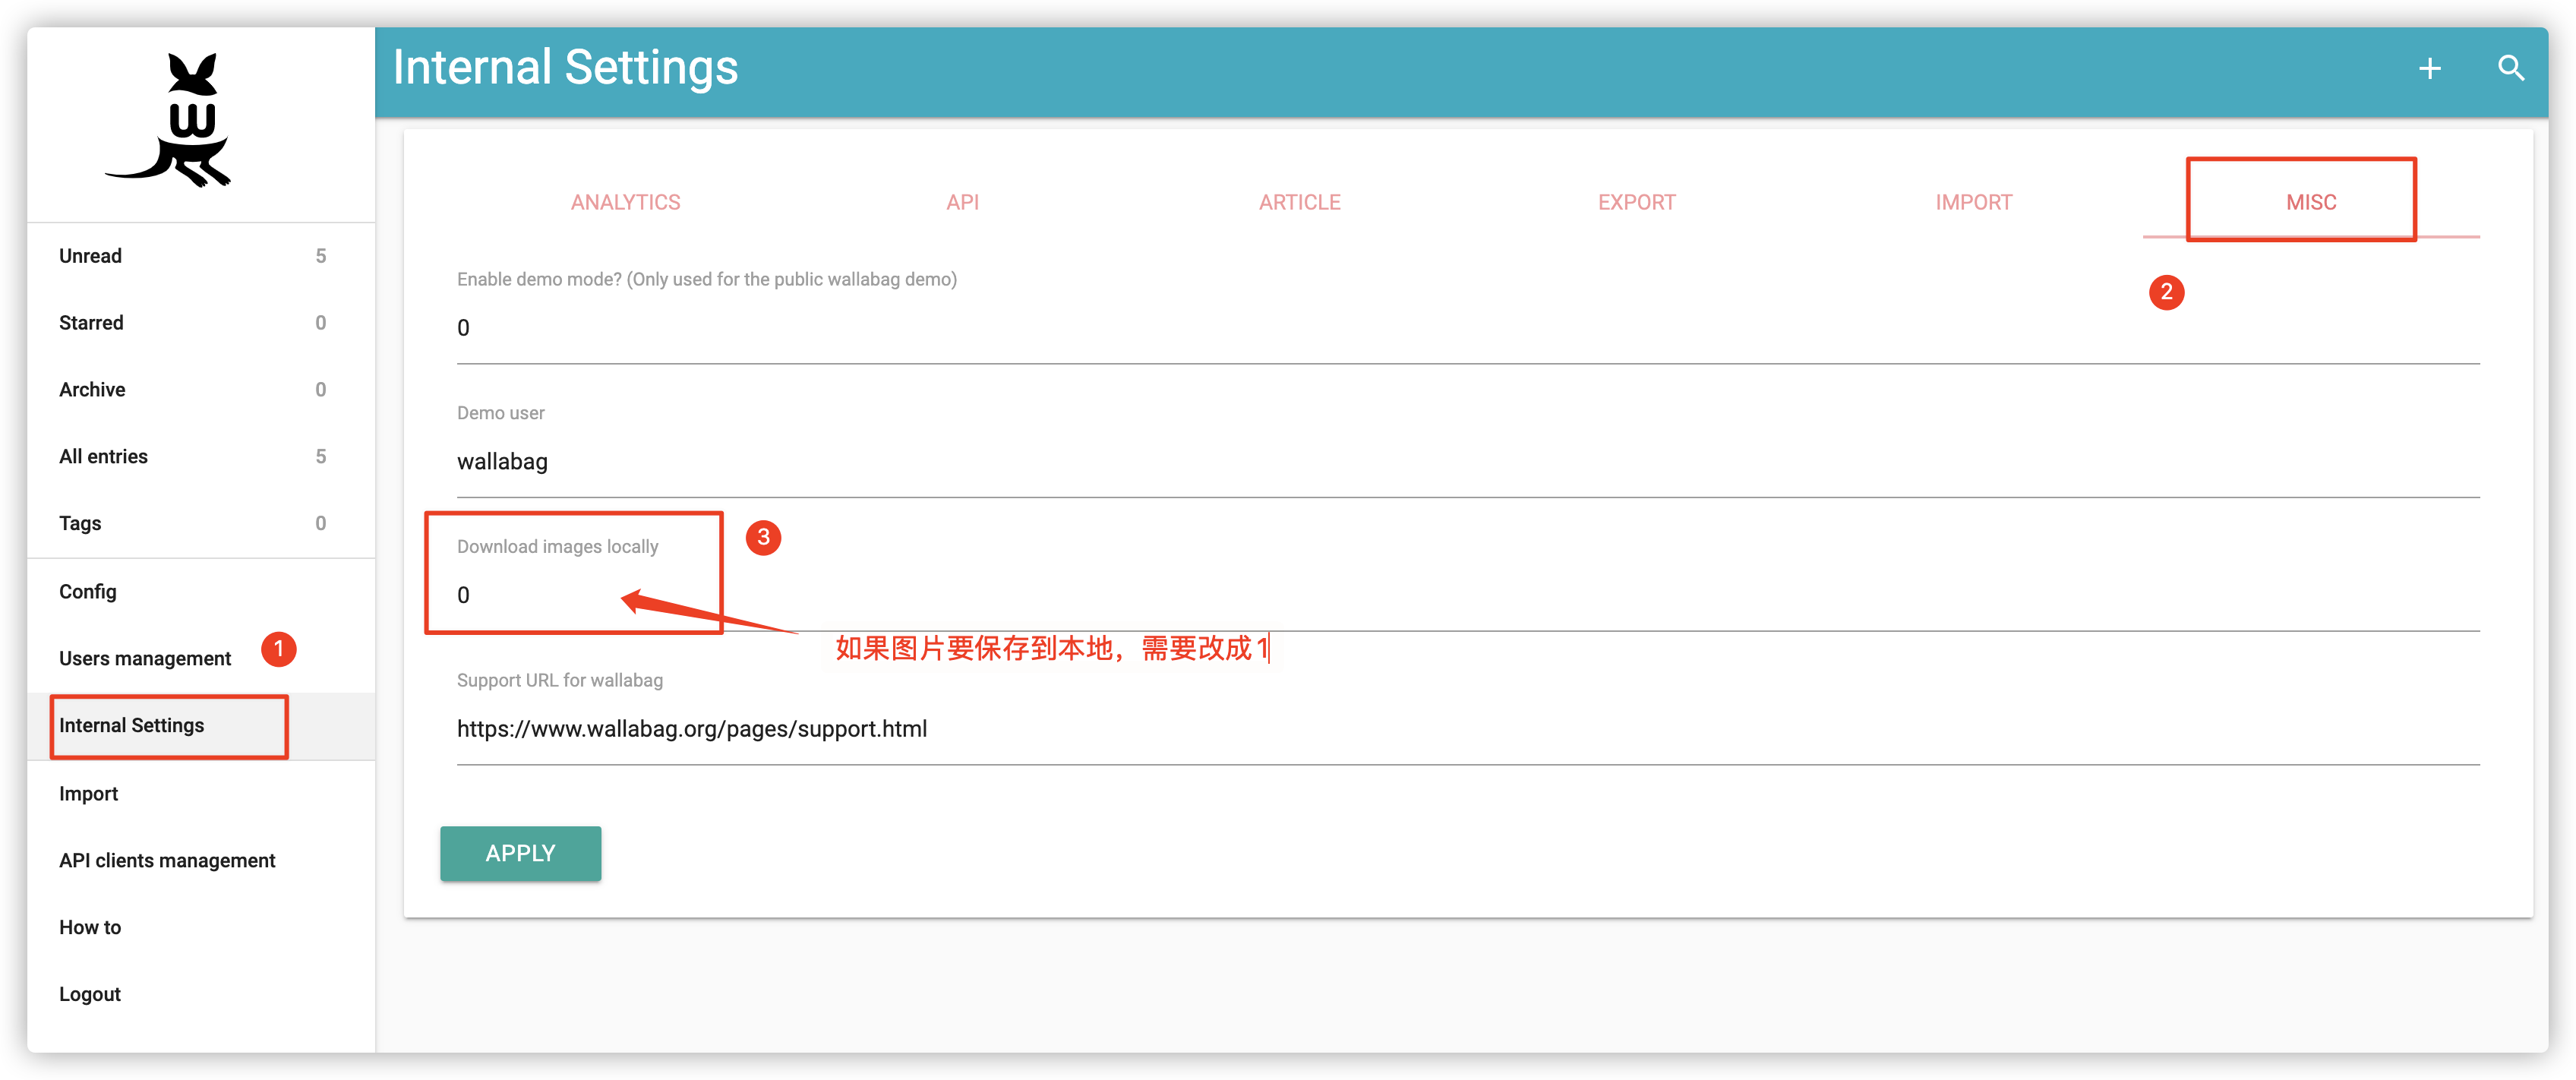 W
Internal Settings
Unread 5
Starred 0
Archive 0
All entries 5
Tags 0
Config
Users management 1
Internal Settings
Import
API clients management
How to
Logout
ANALYTICS API ARTICLE EXPORT IMPORT MISC
2
Enable demo mode? (Only used for the public wallabag demo)
0
Demo user
wallabag
Download images locally 3
0
如果图片要保存到本地，需要改成1
Support URL for wallabag
https://www.wallabag.org/pages/support.html
APPLY